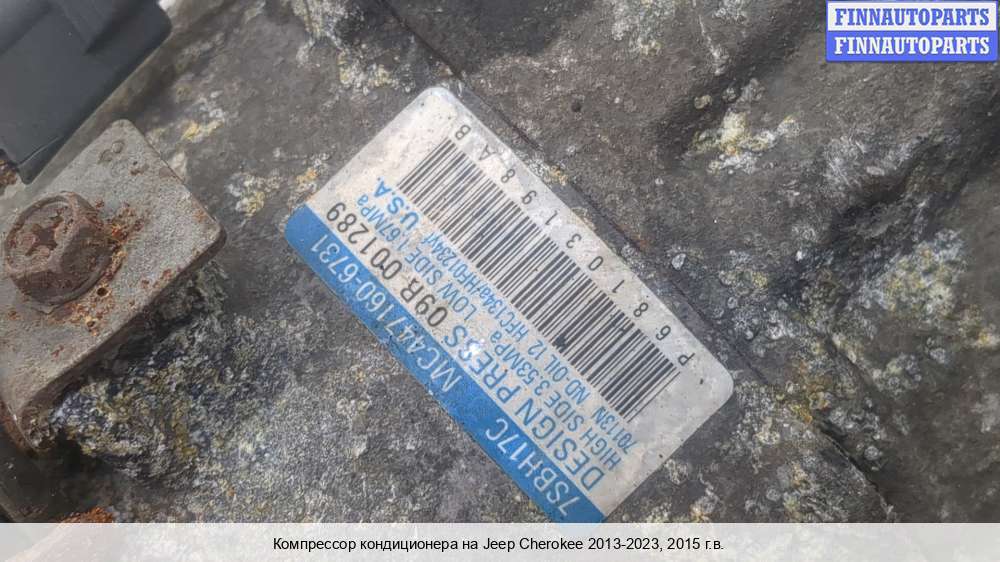 FINNAUTOPARTS
FINNAUTOPARTS
7SBH17C MC447160-6731
DESIGN PRESS 09R 001289
HIGH SIDE 3.53MPa LOW SIDE 1.67MPa
70113N ND-OIL 12 HFC134a/HFO1234yf U.S.A.
P68103198AB
Компрессор кондиционера на Jeep Cherokee 2013-2023, 2015 г.в.